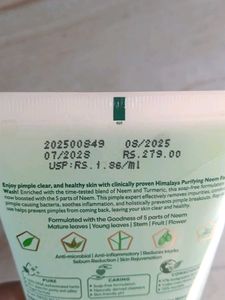 202500849 08/2025
07/2028 RS.279.00
USP:RS.1.86/ml
Enjoy pimple clear, and healthy skin with clinically proven Himalaya Purifying Neem
Wash! Enriched with the time-tested blend of Neem and Turmeric, this soap-free
now boosted with the 5 parts of Neem. This pimple expert effectively removes impurities,
pimple causing bacteria, soothes inflammation, and holistically prevents pimple breakouts.
use helps prevent pimples from coming back, leaving your skin clear and healthy.
Formulated with the Goodness of 5 parts of Neem
Mature leaves | Young leaves | Stem | Fruit | Flower
Anti-microbial | Anti-inflammatory | Reduces Marks
Sebum Reduction | Skin Rejuvenation
PURE
CARING
COSC
Soap-free formulation